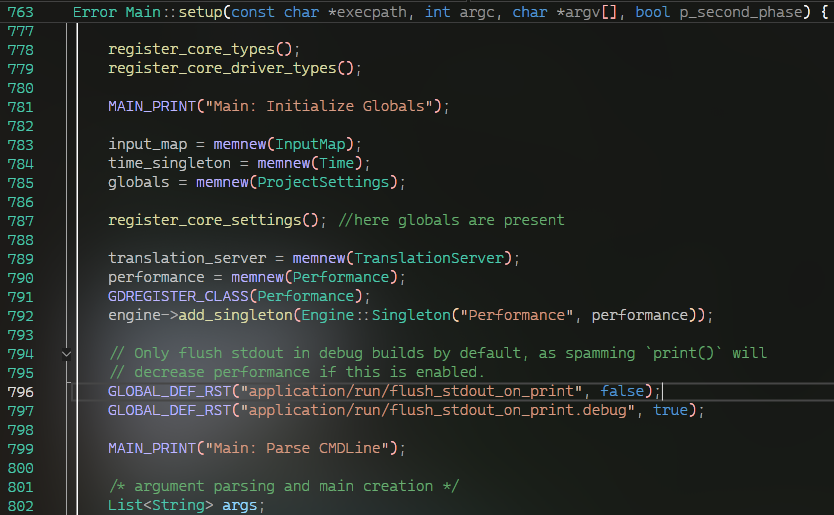 763 Error Main::setup(const char *execpath, int argc, char *argv[], bool p_second_phase) {
777
778 register_core_types();
779 register_core_driver_types();
780
781 MAIN_PRINT("Main: Initialize Globals");
782
783 input_map = memnew(InputMap);
784 time_singleton = memnew(Time);
785 globals = memnew(ProjectSettings);
786
787 register_core_settings(); //here globals are present
788
789 translation_server = memnew(TranslationServer);
790 performance = memnew(Performance);
791 GDREGISTER_CLASS(Performance);
792 engine->add_singleton(Engine::Singleton("Performance", performance));
793
794 // Only flush stdout in debug builds by default, as spamming `print()` will
795 // decrease performance if this is enabled.
796 GLOBAL_DEF_RST("application/run/flush_stdout_on_print", false);
797 GLOBAL_DEF_RST("application/run/flush_stdout_on_print.debug", true);
798
799 MAIN_PRINT("Main: Parse CMDLine");
800
801 /* argument parsing and main creation */
802 List<String> args;